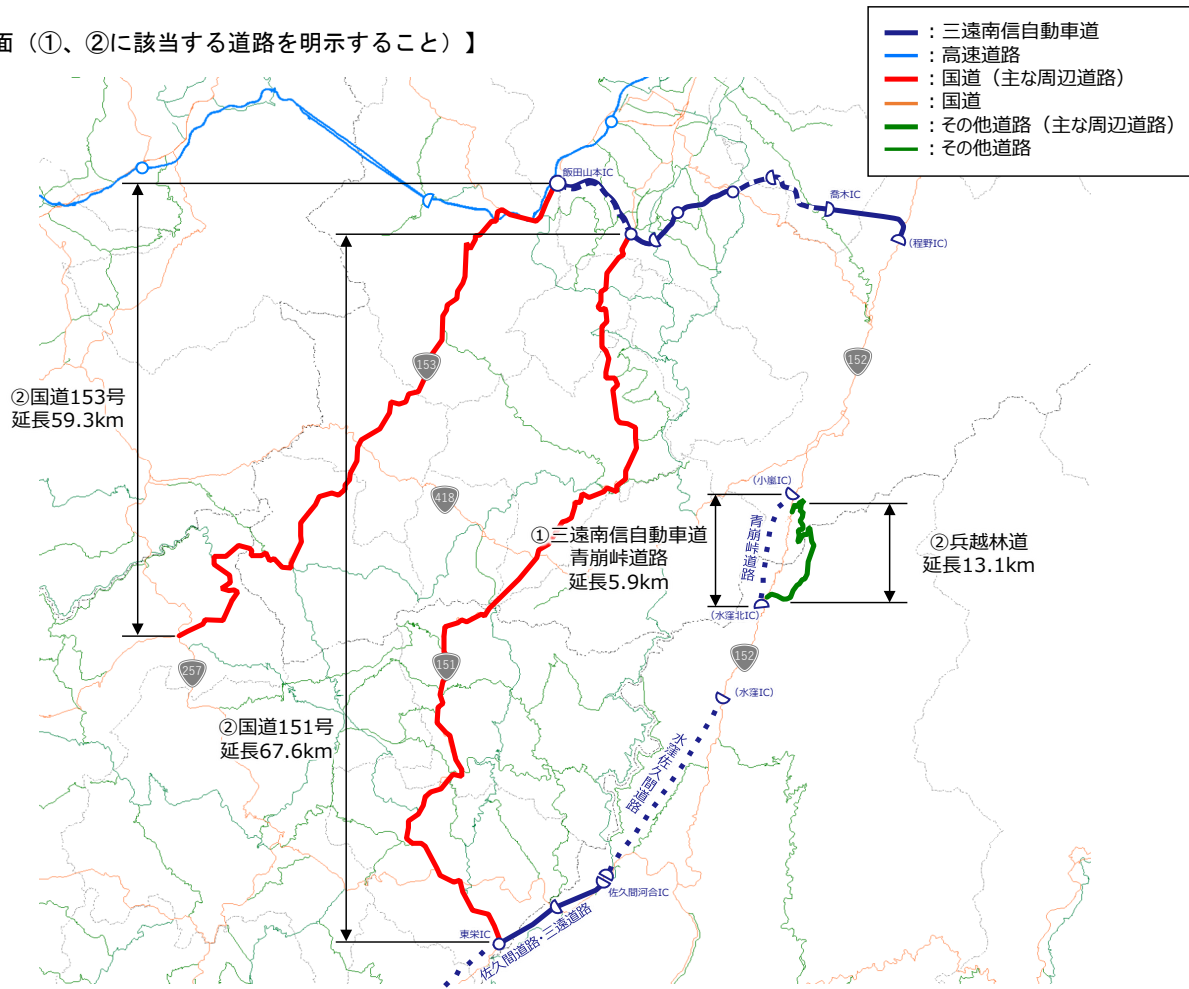 面（①、②に該当する道路を明示すること）】
：三遠南信自動車道
：高速道路
：国道（主な周辺道路）
：国道
：その他道路（主な周辺道路）
：その他道路
飯田山本IC
喬木IC
(程野IC)
153
152
②国道153号
延長59.3km
418
(小嵐IC)
①三遠南信自動車道
青崩峠道路
延長5.9km
青崩峠道路
②兵越林道
延長13.1km
(水窪北IC)
257
151
152
(水窪IC)
②国道151号
延長67.6km
水窪佐久間道路
佐久間河合IC
東栄IC
佐久間道路・三遠道路